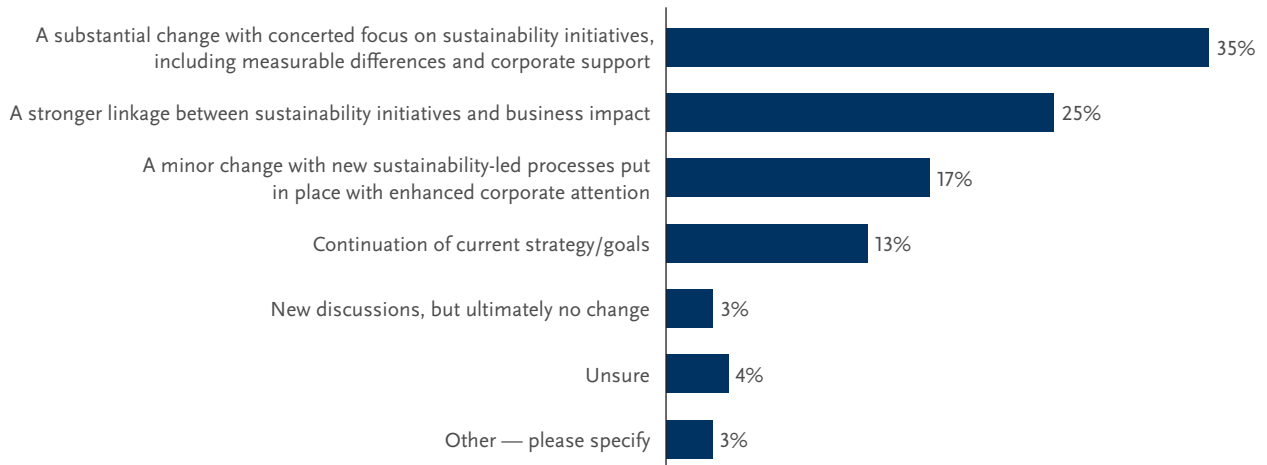 A substantial change with concerted focus on sustainability initiatives,
including measurable differences and corporate support
35%
A stronger linkage between sustainability initiatives and business impact
25%
A minor change with new sustainability-led processes put
in place with enhanced corporate attention
17%
Continuation of current strategy/goals
13%
New discussions, but ultimately no change
3%
Unsure
4%
Other — please specify
3%